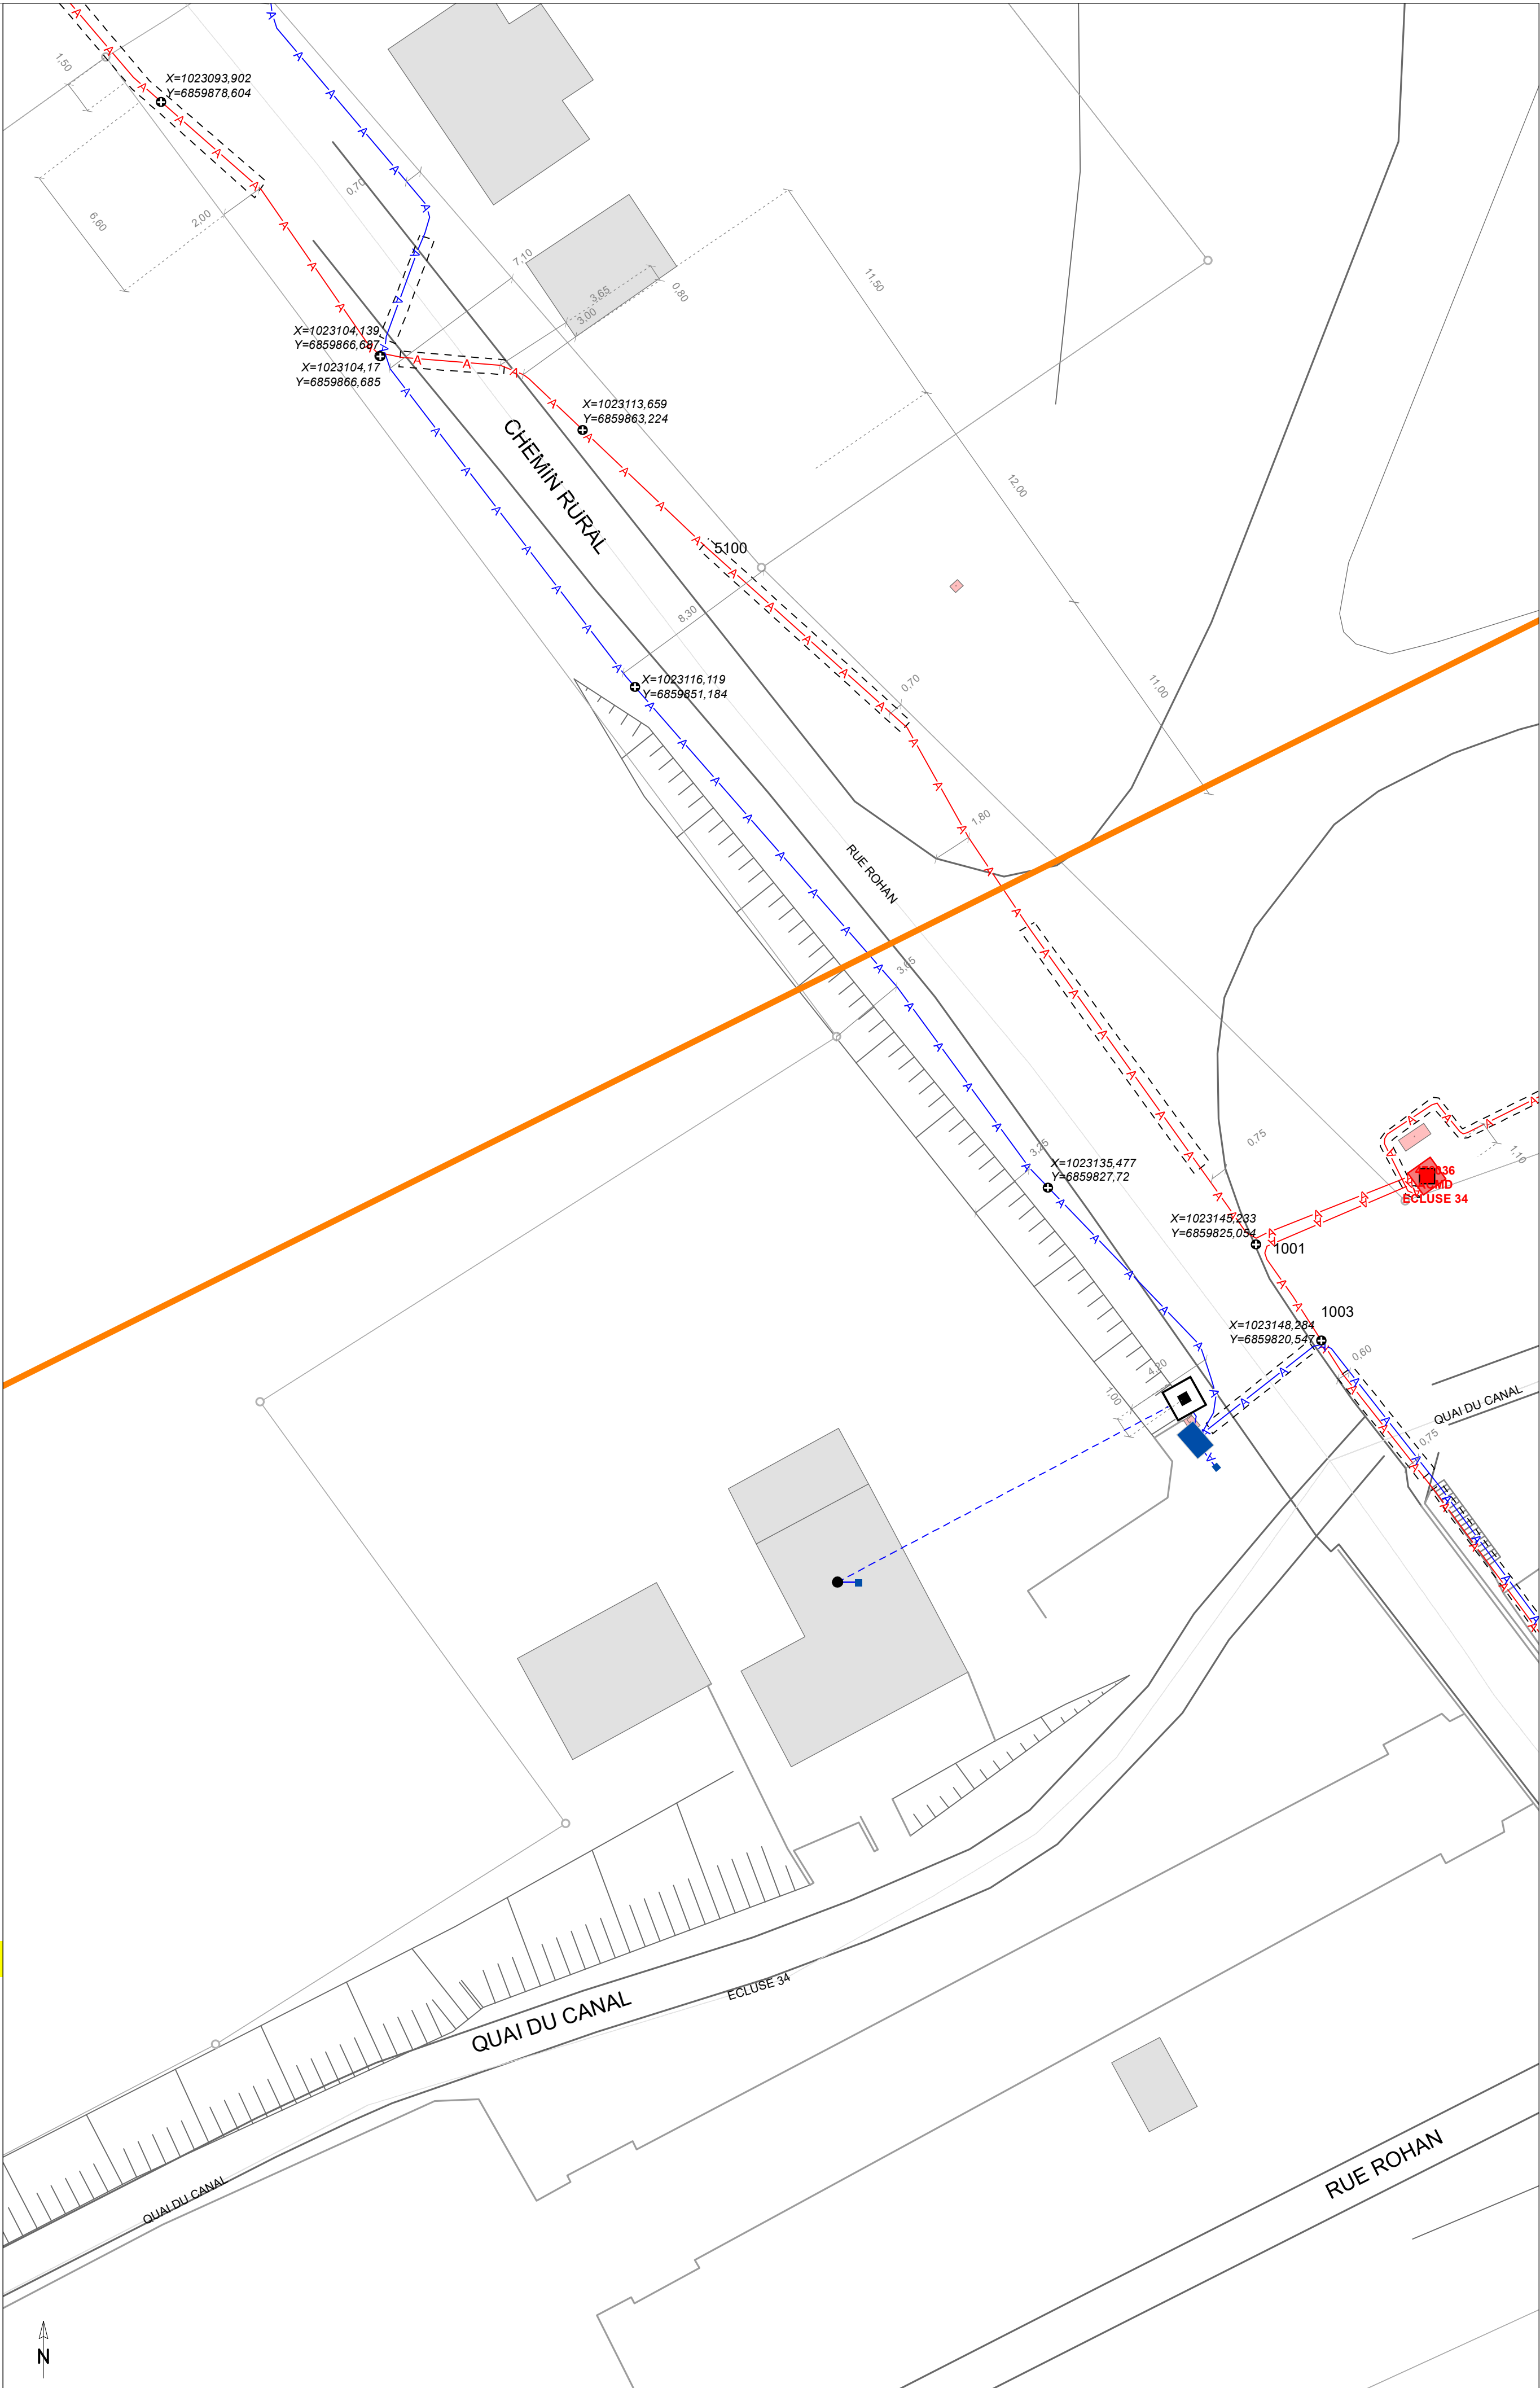 1,50
X=1023093,902
Y=6859878,604
0,70
2,00
6,60
7,10
3,65
0,80
3,00
11,50
X=1023104,139
Y=6859866,687
X=1023104,17
Y=6859866,685
X=1023113,659
Y=6859863,224
CHEMIN RURAL
12,00
5100
8,30
X=1023116,119
Y=6859851,184
0,70
11,00
1,80
RUE ROHAN
3,65
3,25
X=1023135,477
Y=6859827,72
0,75
1,10
ECLUSE 34
X=1023145,233
Y=6859825,054
1001
1003
X=1023148,284
Y=6859820,547
0,60
4,20
1,00
QUAI DU CANAL
0,75
QUAI DU CANAL
ECLUSE 34
RUE ROHAN
QUAI DU CANAL
N